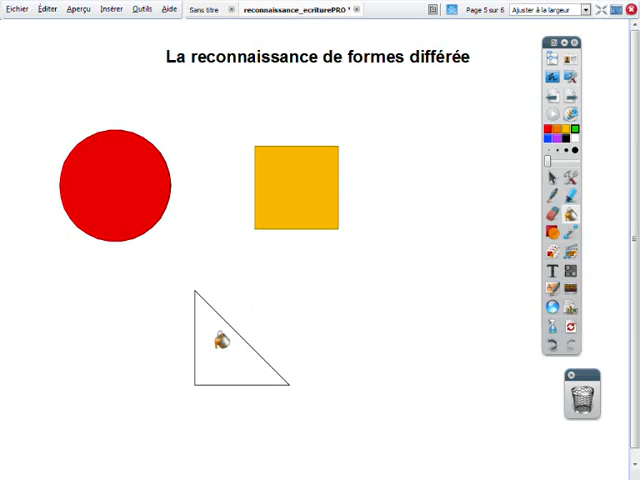 Fichier Éditer Aperçu Insérer Outils Aide
Sans titre
reconnaissance_ecriturePRO *
Page 5 sur 6
Ajuster à la largeur
La reconnaissance de formes différée
T